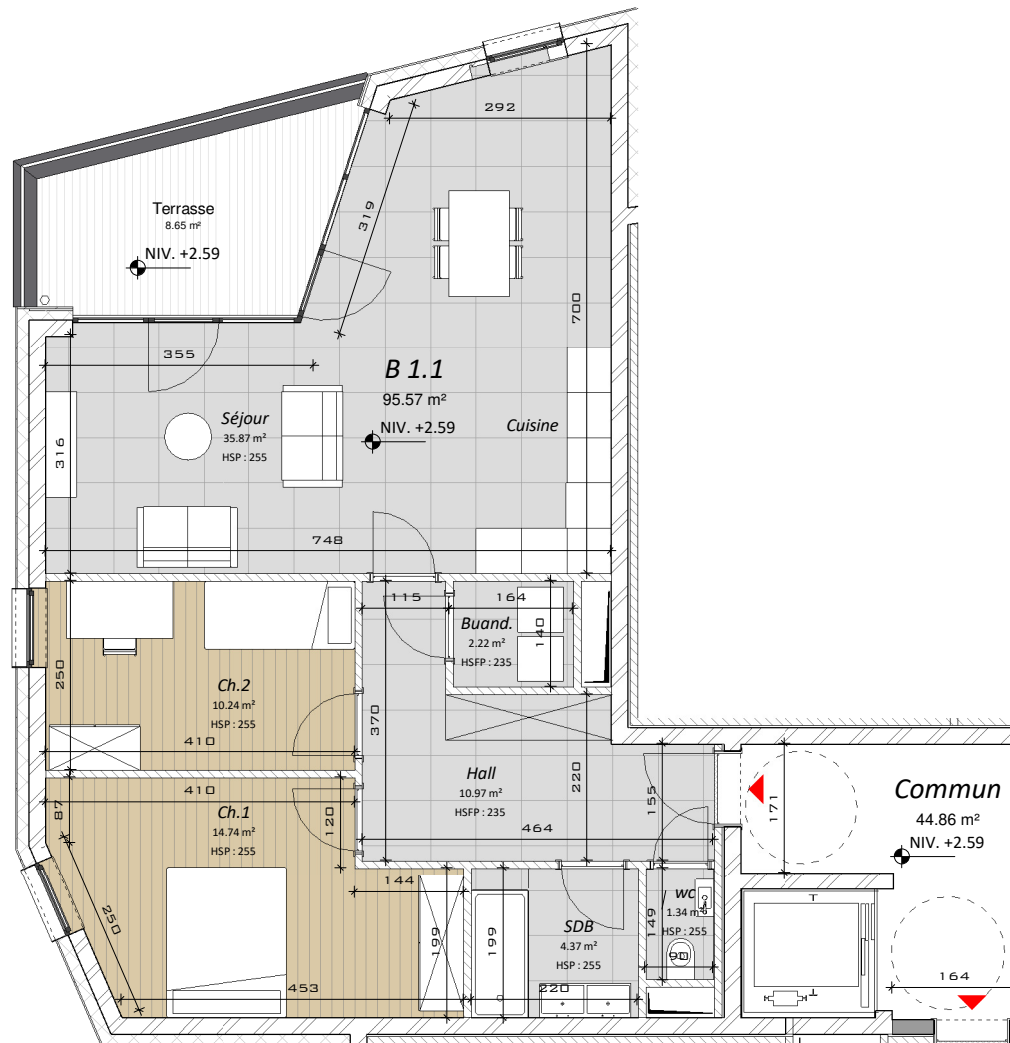 292
Terrasse
8.65 m²
NIV. +2.59
319
700
355
B 1.1
95.57 m²
NIV. +2.59
Séjour
35.87 m²
HSP : 255
Cuisine
316
748
115
164
Buand.
2.22 m²
HSFP : 235
140
250
Ch.2
10.24 m²
HSP : 255
370
410
220
Hall
10.97 m²
HSFP : 235
155
171
Commun
44.86 m²
NIV. +2.59
410
87
Ch.1
14.74 m²
HSP : 255
120
464
144
250
199
199
SDB
4.37 m²
HSP : 255
149
wc
1.34 m²
HSP : 255
90
453
220
164